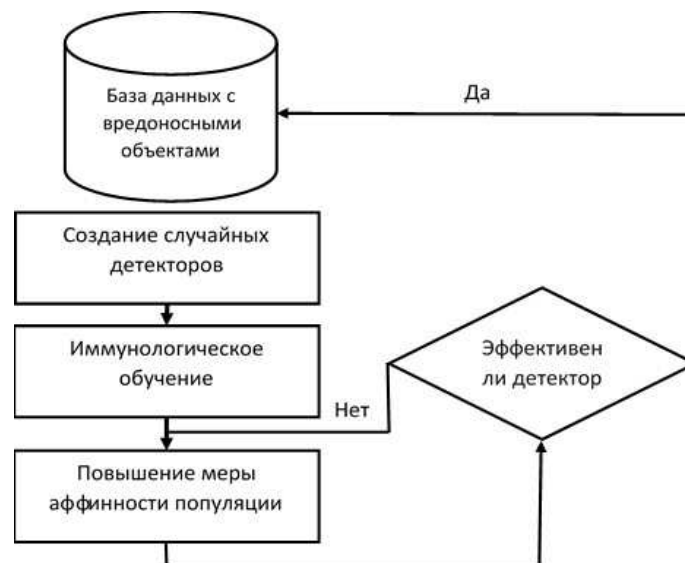 База данных с
вредоносными
объектами
Да
Создание случайных
детекторов
Иммунологическое
обучение
Эффективен
ли детектор
Нет
Повышение меры
аффинности популяции